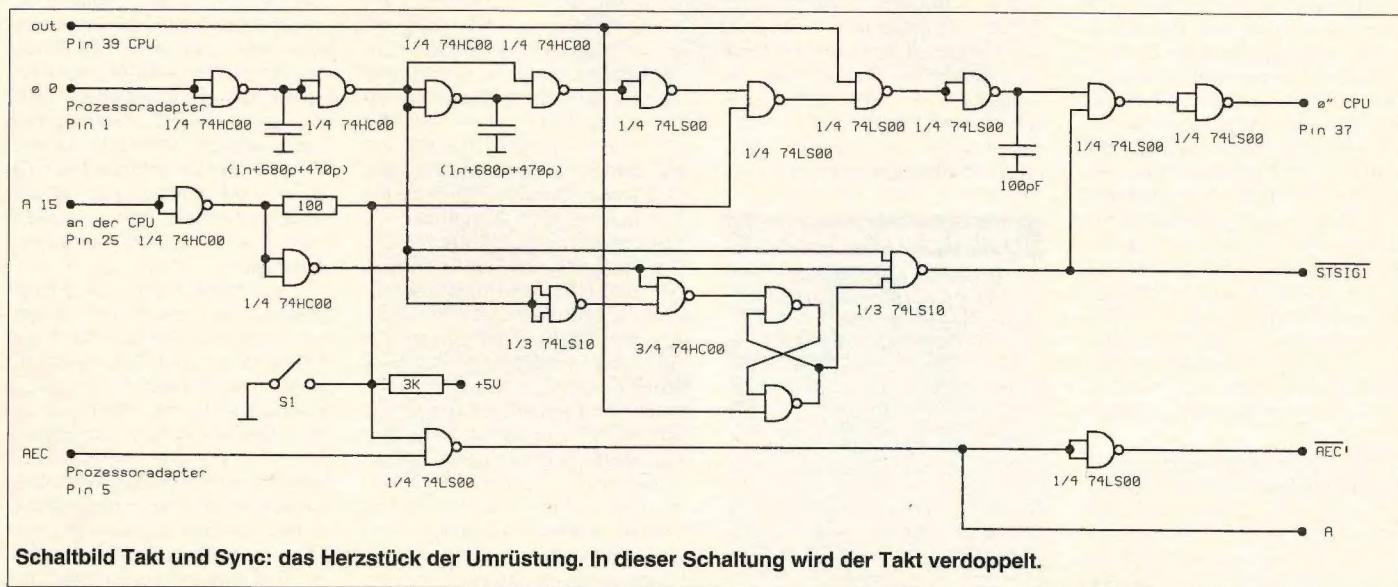 out
Pin 39 CPU
1/4 74HC00 1/4 74HC00
ø 0
Prozessoradapter
Pin 1
1/4 74HC00
1/4 74HC00
1/4 74LS00
1/4 74LS00
1/4 74LS00
1/4 74LS00
1/4 74LS00
1/4 74LS00
ø" CPU
Pin 37
(1n+680p+470p)
(1n+680p+470p)
100pF
A 15
an der CPU
Pin 25
1/4 74HC00
100
1/4 74HC00
1/3 74LS10
STSIG1
1/3 74LS10
3/4 74HC00
S1
3K
+5V
AEC
Prozessoradapter
Pin 5
1/4 74LS00
1/4 74LS00
AEC'
A
Schaltbild Takt und Sync: das Herzstück der Umrüstung. In dieser Schaltung wird der Takt verdoppelt.